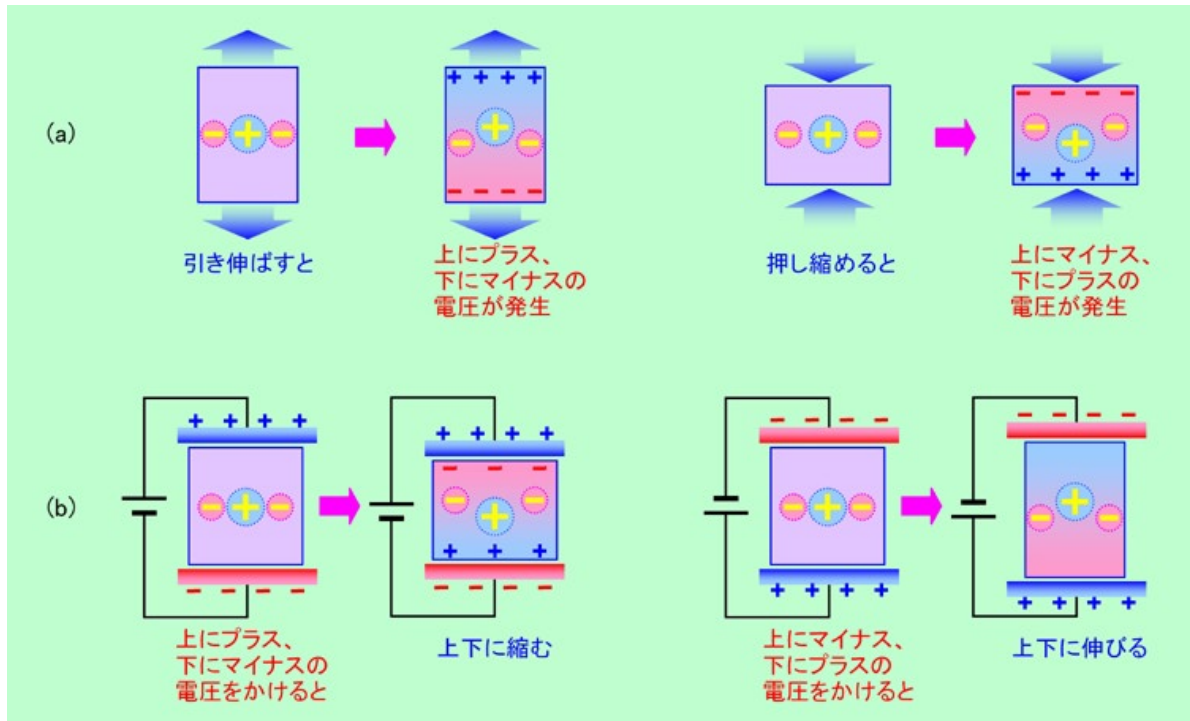 (a)
引き伸ばすと
上にプラス、
下にマイナスの
電圧が発生
押し縮めると
上にマイナス、
下にプラスの
電圧が発生
(b)
上にプラス、
下にマイナスの
電圧をかけると
上下に縮む
上にマイナス、
下にプラスの
電圧をかけると
上下に伸びる